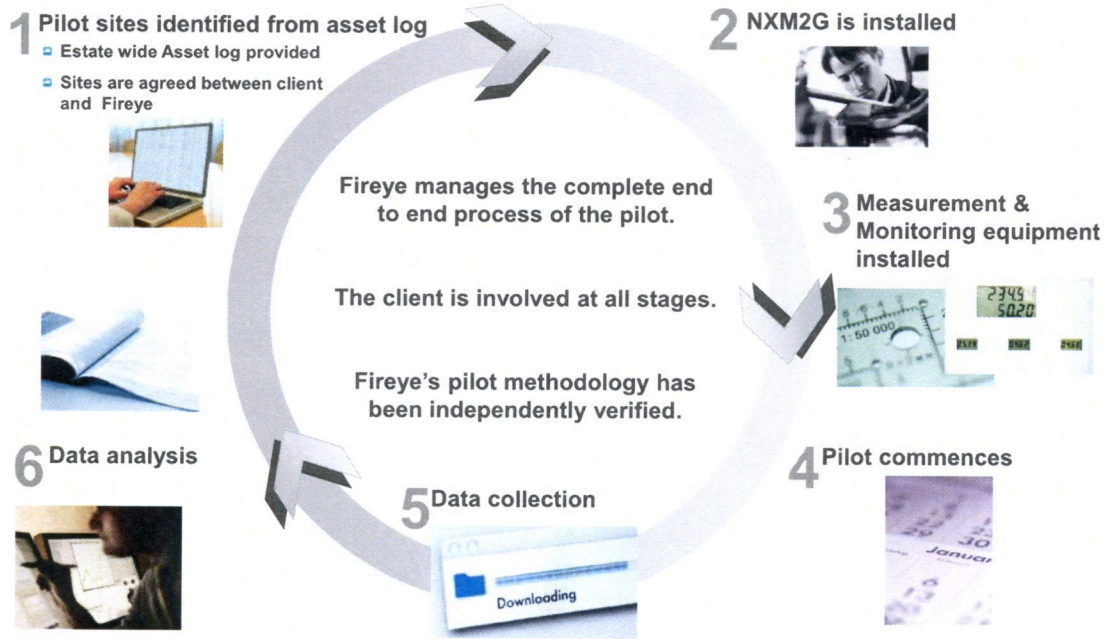 1 Pilot sites identified from asset log
Estate wide Asset log provided
Sites are agreed between client
and Fireye
2 NXM2G is installed
Fireye manages the complete end
to end process of the pilot.
The client is involved at all stages.
Fireye's pilot methodology has
been independently verified.
3 Measurement &
Monitoring equipment
installed
1:50 000
234.5
50.20
4 Pilot commences
29
30
Januar
5 Data collection
Downloading
6 Data analysis